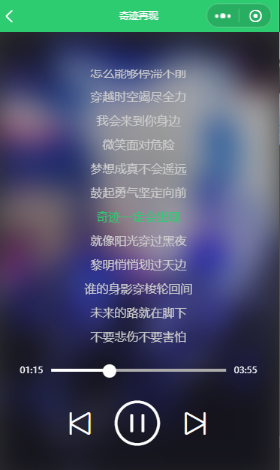 奇迹再现
怎么能够停滞不前
穿越时空竭尽全力
我会来到你身边
微笑面对危险
梦想成真不会遥远
鼓起勇气坚定向前
奇迹一定会出现
就像阳光穿过黑夜
黎明悄悄划过天边
谁的身影穿梭轮回间
未来的路就在脚下
不要悲伤不要害怕
01:15
03:55